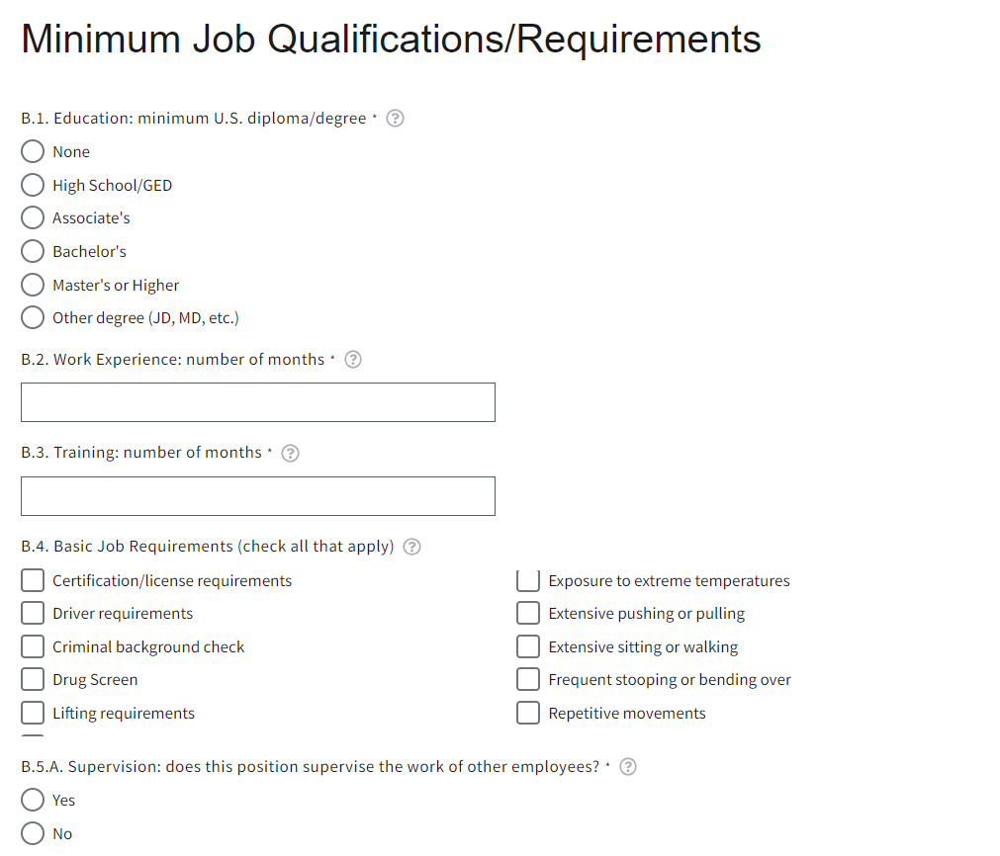 Minimum Job Qualifications/Requirements
B.1. Education: minimum U.S. diploma/degree * ?
None
High School/GED
Associate's
Bachelor's
Master's or Higher
Other degree (JD, MD, etc.)
B.2. Work Experience: number of months * ?
B.3. Training: number of months * ?
B.4. Basic Job Requirements (check all that apply) ?
Certification/license requirements
Driver requirements
Criminal background check
Drug Screen
Lifting requirements
Exposure to extreme temperatures
Extensive pushing or pulling
Extensive sitting or walking
Frequent stooping or bending over
Repetitive movements
B.5.A. Supervision: does this position supervise the work of other employees? * ?
Yes
No